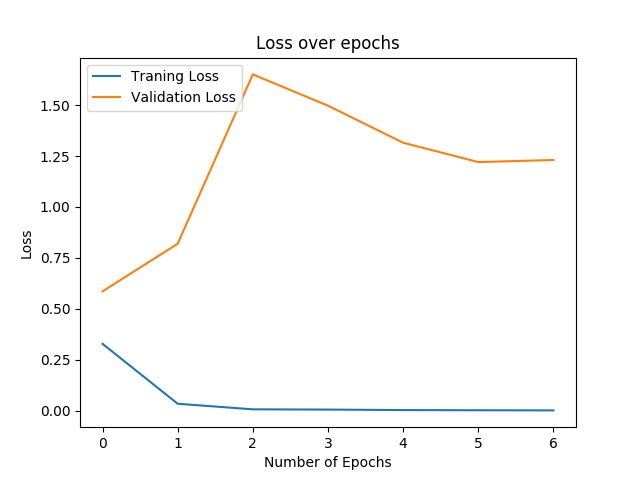 Loss over epochs
Traning Loss
Validation Loss
1.50
1.25
1.00
0.75
0.50
0.25
0.00
Loss
0 1 2 3 4 5 6
Number of Epochs